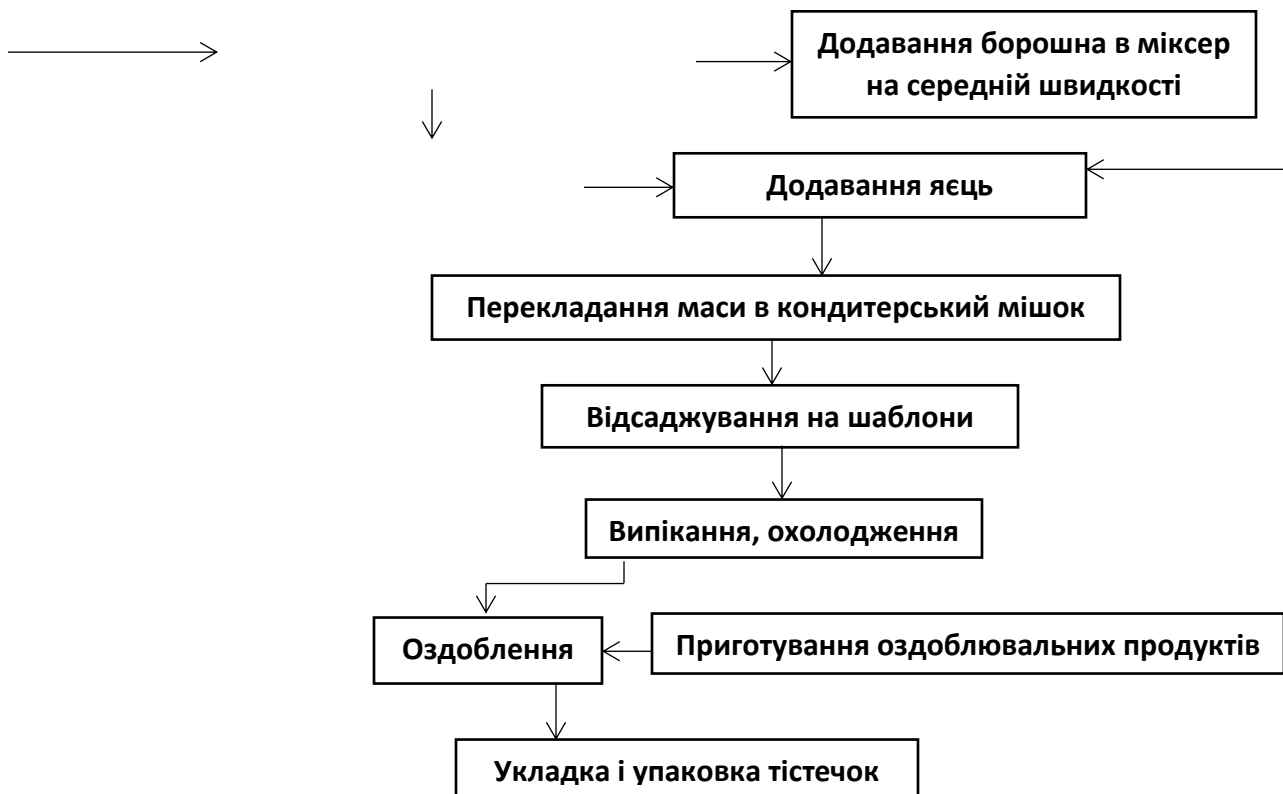 Додавання борошна в міксер
на середній швидкості
Додавання яєць
Перекладання маси в кондитерський мішок
Відсаджування на шаблони
Випікання, охолодження
Оздоблення
Приготування оздоблювальних продуктів
Укладка і упаковка тістечок